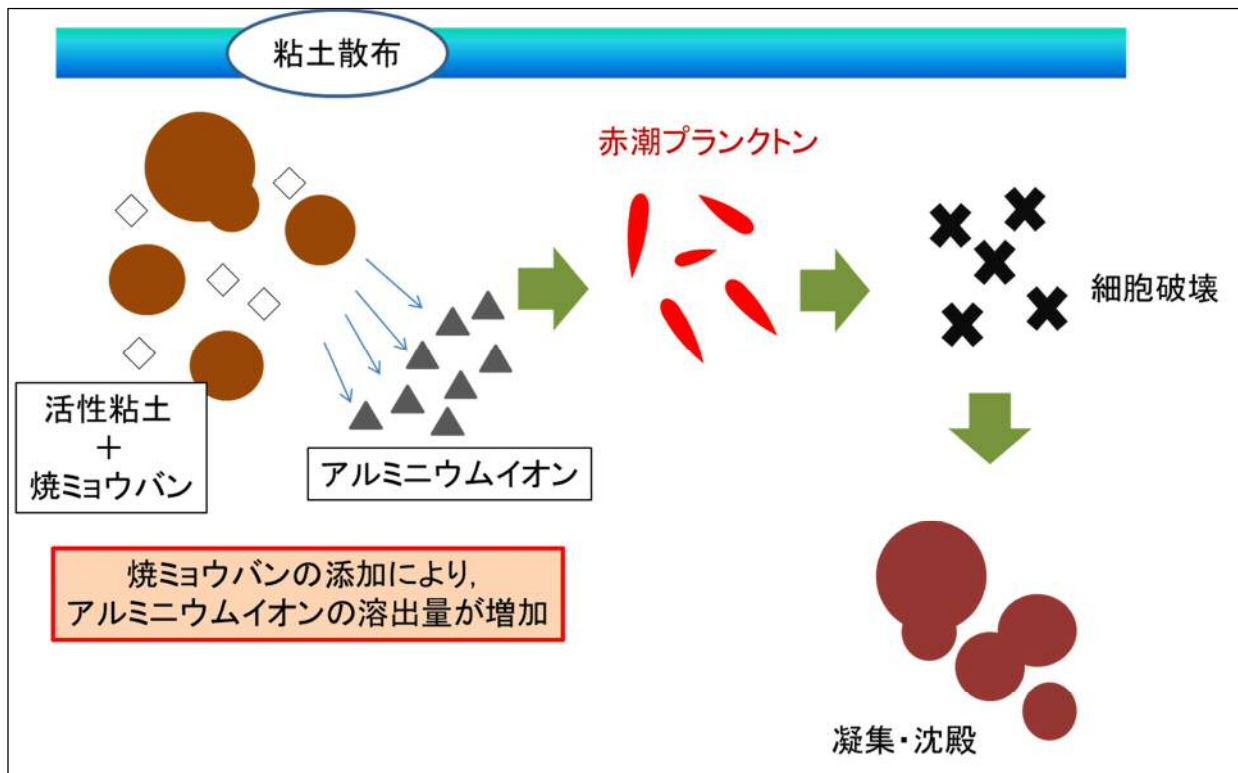 粘土散布
赤潮プランクトン
細胞破壊
活性粘土
+
焼ミョウバン
アルミニウムイオン
焼ミョウバンの添加により,
アルミニウムイオンの溶出量が増加
凝集・沈殿